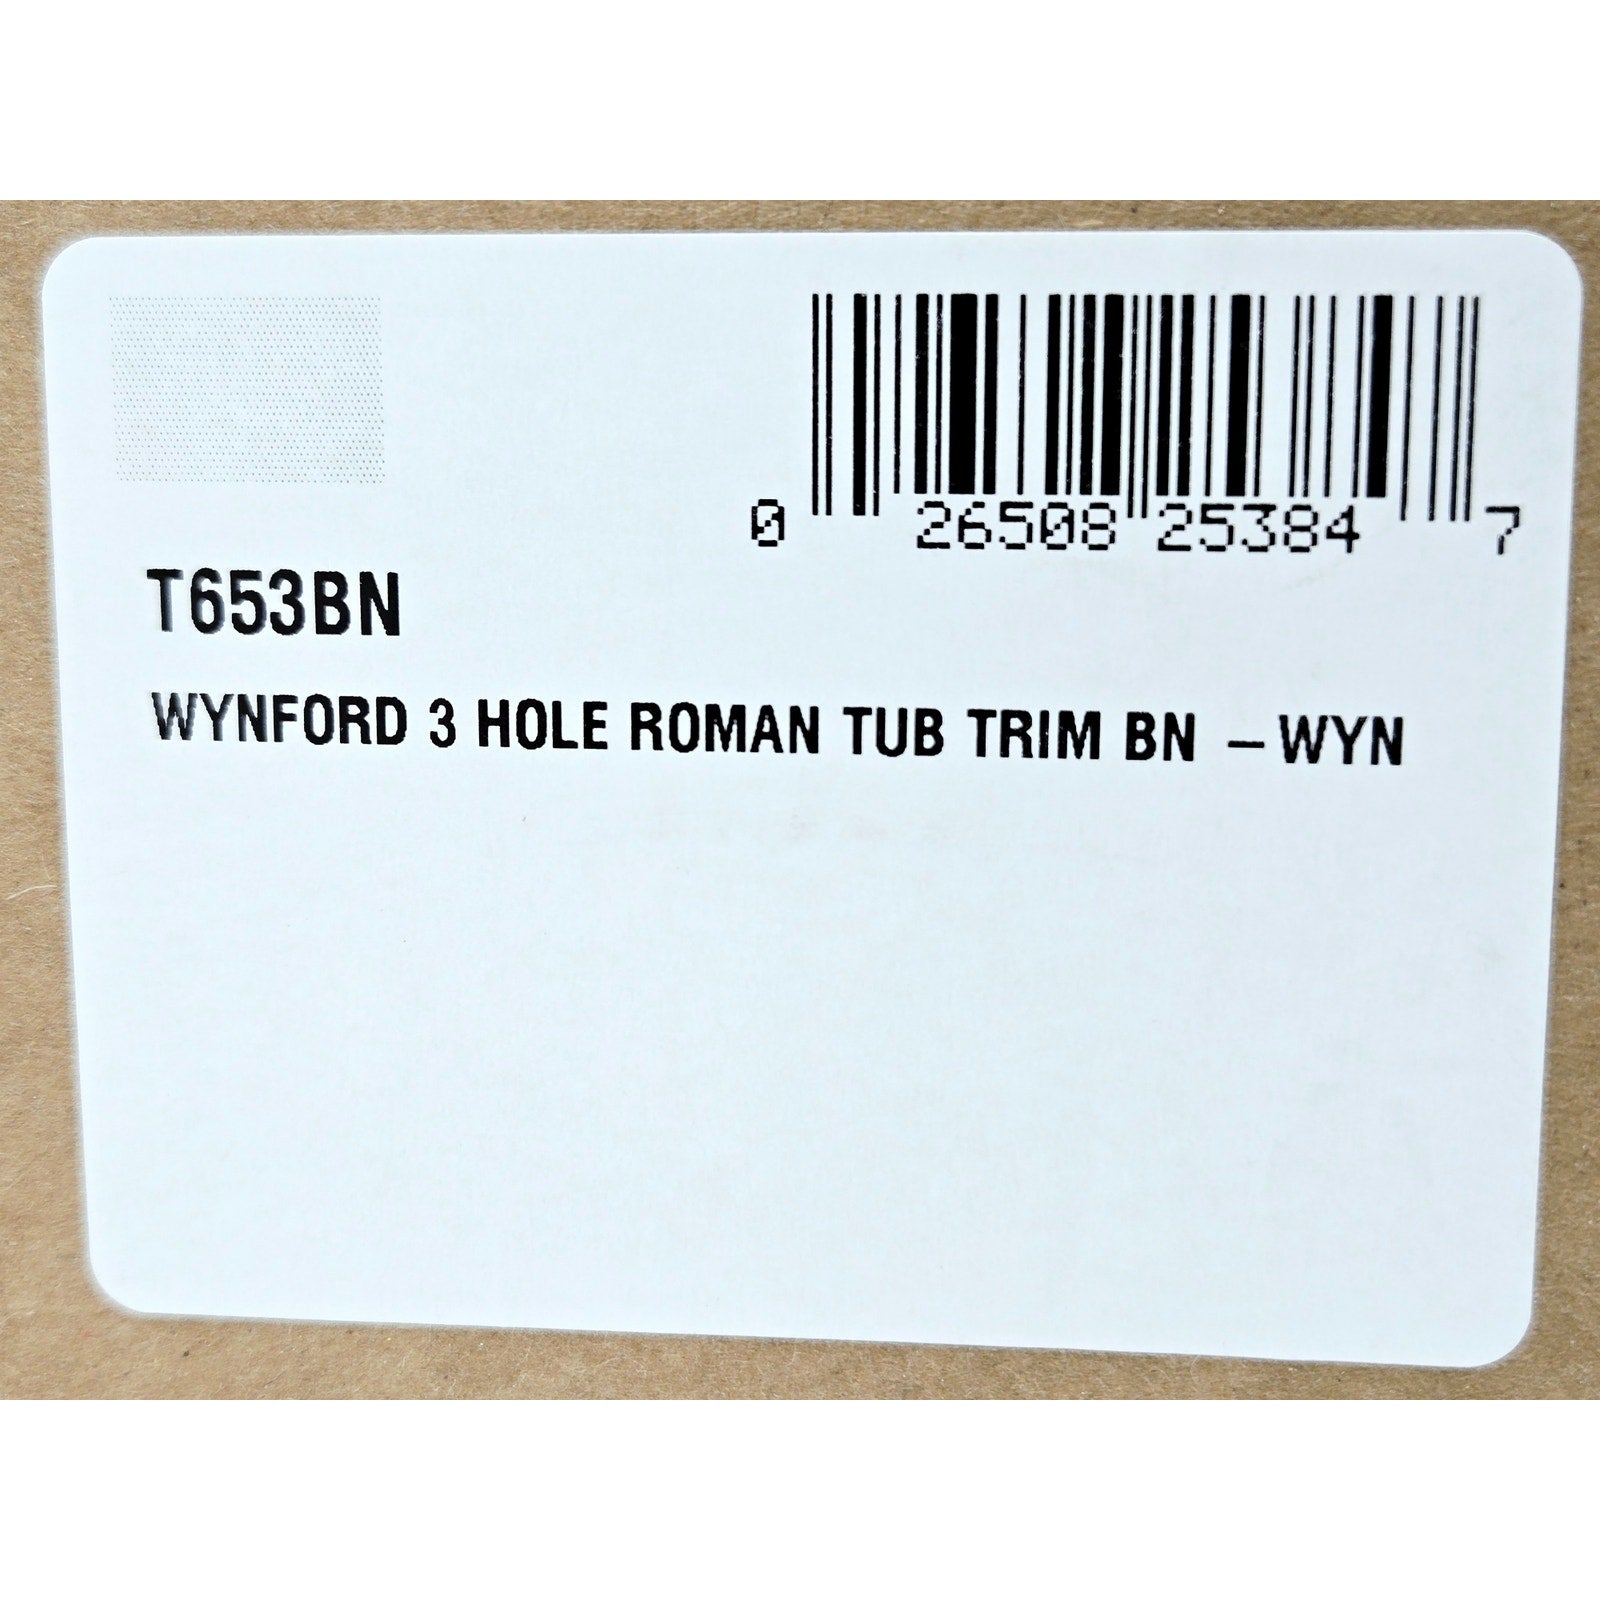 0 26508 25384 7
T653BN
WYNFORD 3 HOLE ROMAN TUB TRIM BN –WYN